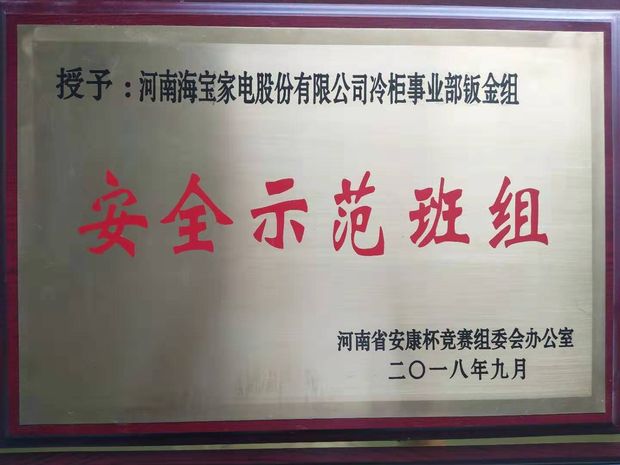 授予：河南海宝家电股份有限公司冷柜事业部钣金组
安全示范班组
河南省安康杯竞赛组委会办公室
二〇一八年九月